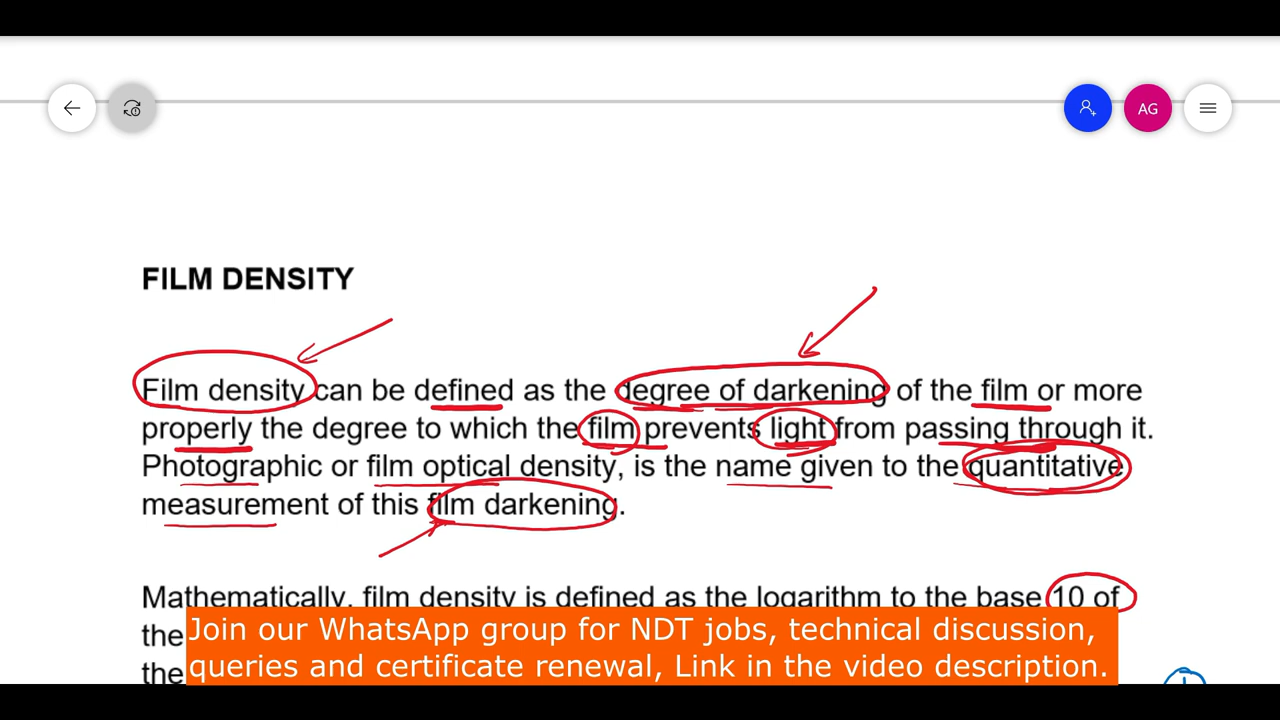 AG
FILM DENSITY
Film density can be defined as the degree of darkening of the film or more
properly the degree to which the film prevents light from passing through it.
Photographic or film optical density, is the name given to the quantitative
measurement of this film darkening.
Mathematically, film density is defined as the logarithm to the base 10 of
the
the
Join our WhatsApp group for NDT jobs, technical discussion,
queries and certificate renewal, Link in the video description.